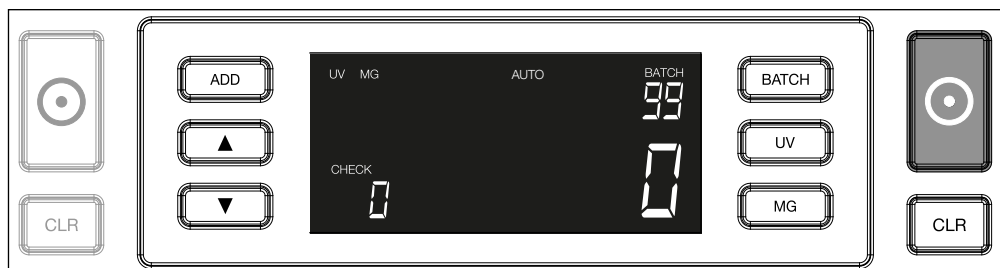 ADD
UV MG AUTO BATCH
99
BATCH
▲
UV
CHECK
0
0
▼
MG
CLR
CLR